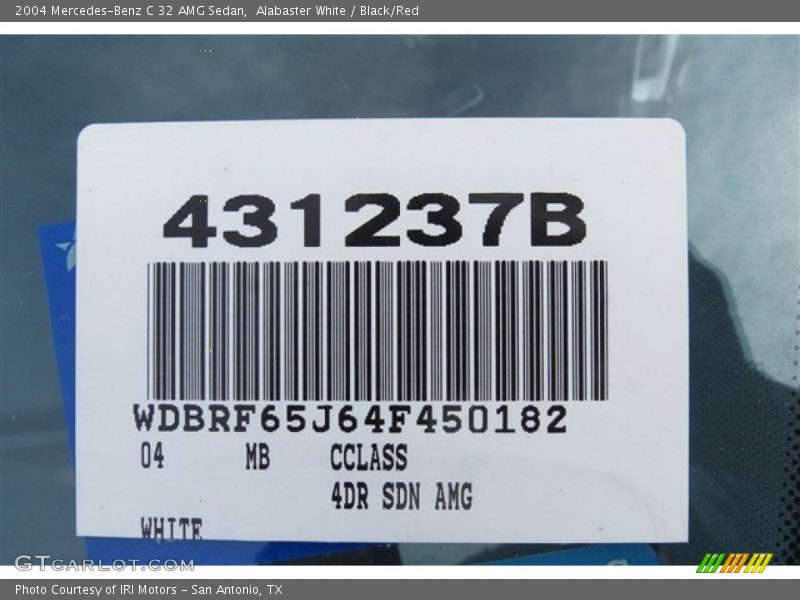 2004 Mercedes-Benz C 32 AMG Sedan,  Alabaster White / Black/Red
431237B
WDBRF65J64F450182
04 MB CCLASS
4DR SDN AMG
WHITE
GTCARLOT.COM
Photo Courtesy of IRI Motors - San Antonio, TX